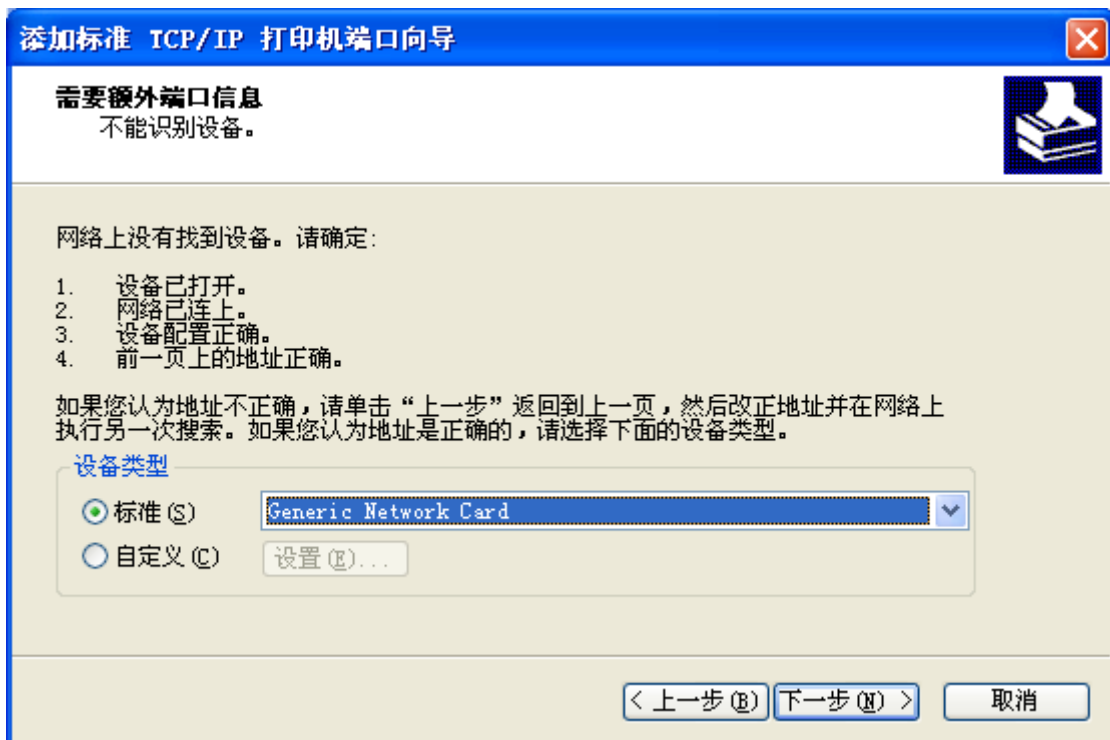 添加标准 TCP/IP 打印机端口向导
需要额外端口信息
不能识别设备。
网络上没有找到设备。请确定:
1. 设备已打开。
2. 网络已连上。
3. 设备配置正确。
4. 前一页上的地址正确。
如果您认为地址不正确，请单击“上一步”返回到上一页，然后改正地址并在网络上
执行另一次搜索。如果您认为地址是正确的，请选择下面的设备类型。
设备类型
标准(S) Generic Network Card
自定义(C) 设置(E)...
< 上一步(B) 下一步(N) > 取消